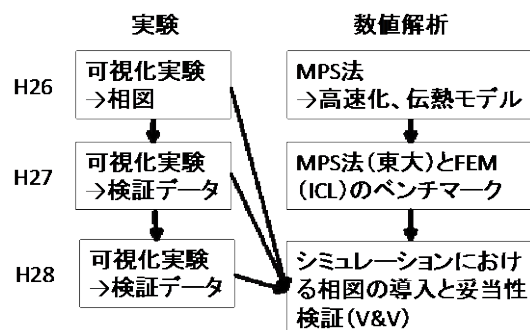 実験
数値解析
H26
可視化実験
→相図
MPS法
→高速化、伝熱モデル
H27
可視化実験
→検証データ
MPS法(東大)とFEM
(ICL)のベンチマーク
H28
可視化実験
→検証データ
シミュレーションにおけ
る相図の導入と妥当性
検証(V&V)